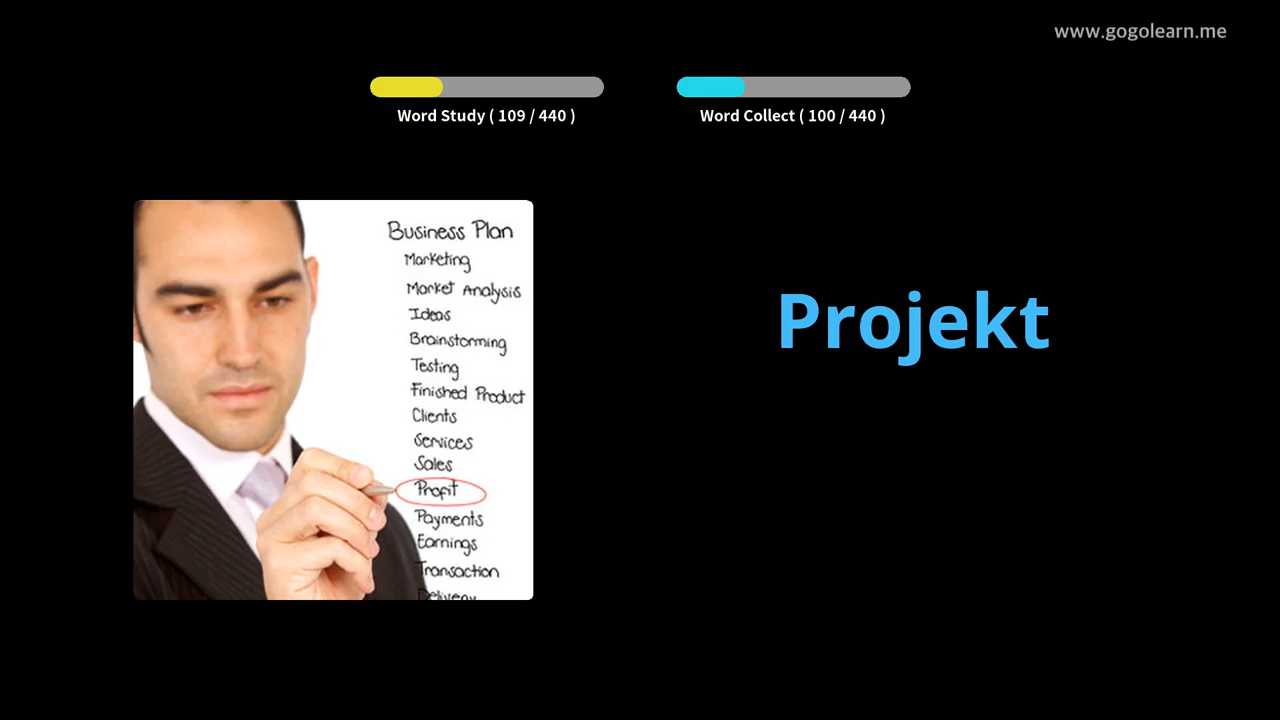 www.gogolearn.me
Word Study ( 109 / 440 )
Word Collect ( 100 / 440 )
Business Plan
Marketing
Market Analysis
Ideas
Brainstorming
Testing
Finished Product
Clients
Services
Sales
Profit
Payments
Earnings
Transaction
Delivery
Projekt